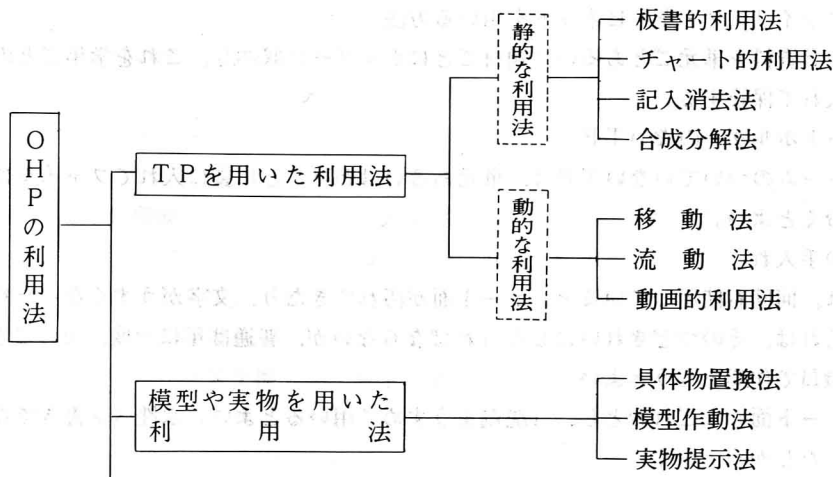 OHPの利用法
TPを用いた利用法
静的な利用法
板書的利用法
チャート的利用法
記入消去法
合成分解法
動的な利用法
移動法
流動法
動画的利用法
模型や実物を用いた
利用法
具体物置換法
模型作動法
実物提示法